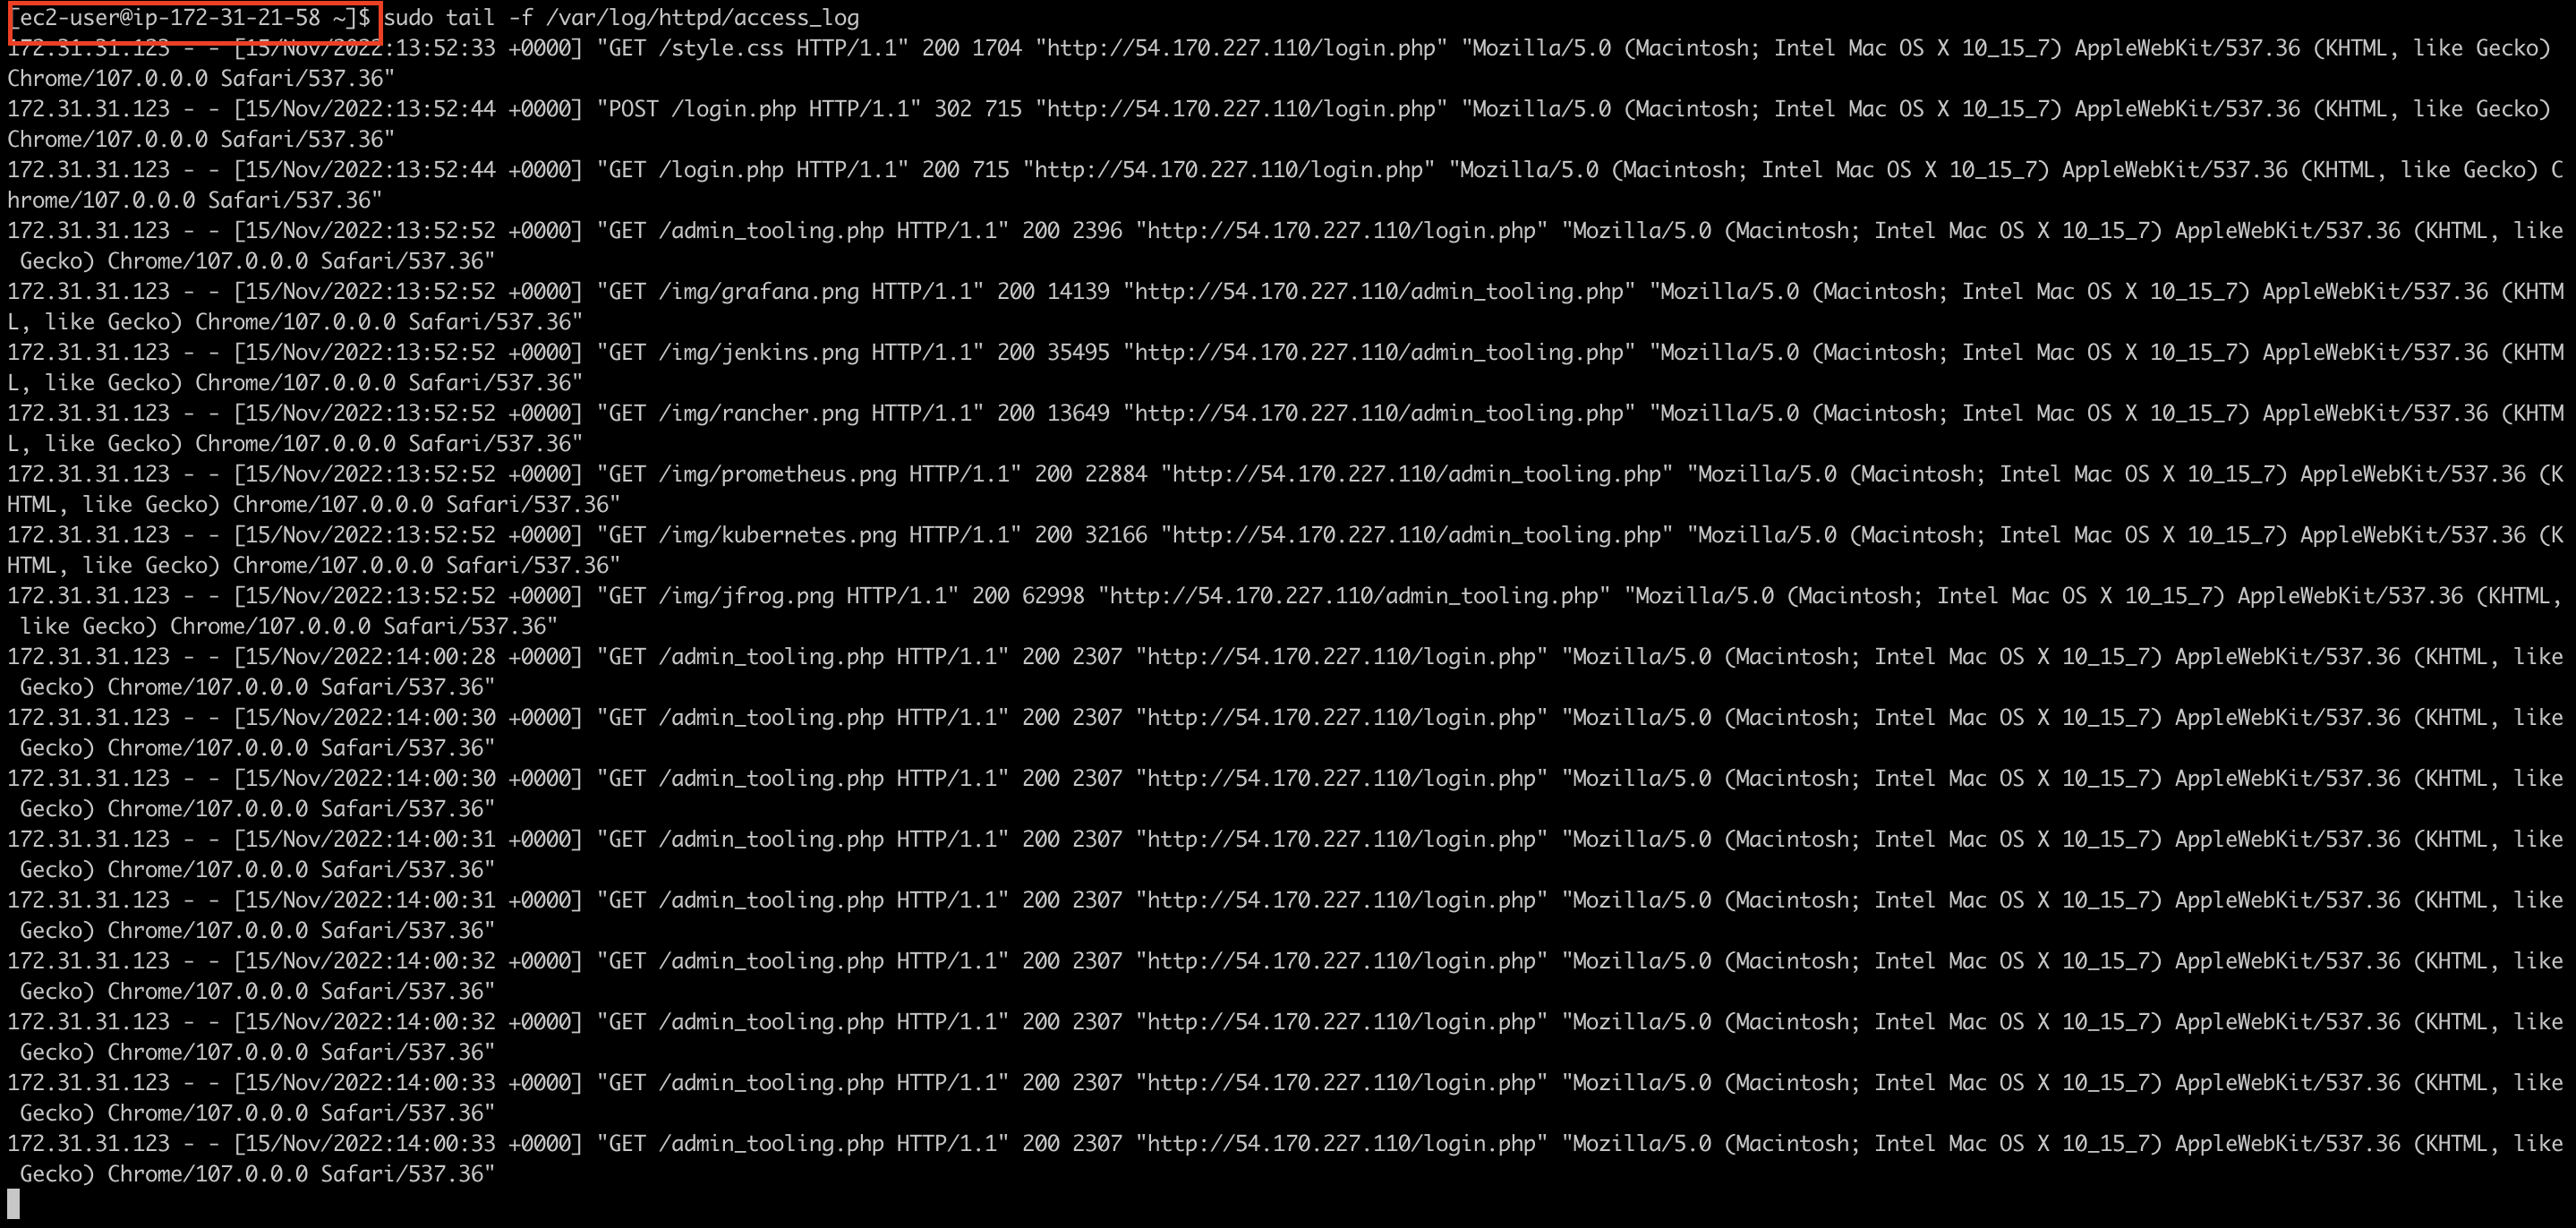 [ec2-user@ip-172-31-21-58 ~]$ sudo tail -f /var/log/httpd/access_log
172.31.31.123 - - [15/Nov/2022:13:52:33 +0000] "GET /style.css HTTP/1.1" 200 1704 "http://54.170.227.110/login.php" "Mozilla/5.0 (Macintosh; Intel Mac OS X 10_15_7) AppleWebKit/537.36 (KHTML, like Gecko)
Chrome/107.0.0.0 Safari/537.36"
172.31.31.123 - - [15/Nov/2022:13:52:44 +0000] "POST /login.php HTTP/1.1" 302 715 "http://54.170.227.110/login.php" "Mozilla/5.0 (Macintosh; Intel Mac OS X 10_15_7) AppleWebKit/537.36 (KHTML, like Gecko)
Chrome/107.0.0.0 Safari/537.36"
172.31.31.123 - - [15/Nov/2022:13:52:44 +0000] "GET /login.php HTTP/1.1" 200 715 "http://54.170.227.110/login.php" "Mozilla/5.0 (Macintosh; Intel Mac OS X 10_15_7) AppleWebKit/537.36 (KHTML, like Gecko) C
hrome/107.0.0.0 Safari/537.36"
172.31.31.123 - - [15/Nov/2022:13:52:52 +0000] "GET /admin_tooling.php HTTP/1.1" 200 2396 "http://54.170.227.110/login.php" "Mozilla/5.0 (Macintosh; Intel Mac OS X 10_15_7) AppleWebKit/537.36 (KHTML, like
 Gecko) Chrome/107.0.0.0 Safari/537.36"
172.31.31.123 - - [15/Nov/2022:13:52:52 +0000] "GET /img/grafana.png HTTP/1.1" 200 14139 "http://54.170.227.110/admin_tooling.php" "Mozilla/5.0 (Macintosh; Intel Mac OS X 10_15_7) AppleWebKit/537.36 (KHTM
L, like Gecko) Chrome/107.0.0.0 Safari/537.36"
172.31.31.123 - - [15/Nov/2022:13:52:52 +0000] "GET /img/jenkins.png HTTP/1.1" 200 35495 "http://54.170.227.110/admin_tooling.php" "Mozilla/5.0 (Macintosh; Intel Mac OS X 10_15_7) AppleWebKit/537.36 (KHTM
L, like Gecko) Chrome/107.0.0.0 Safari/537.36"
172.31.31.123 - - [15/Nov/2022:13:52:52 +0000] "GET /img/rancher.png HTTP/1.1" 200 13649 "http://54.170.227.110/admin_tooling.php" "Mozilla/5.0 (Macintosh; Intel Mac OS X 10_15_7) AppleWebKit/537.36 (KHTM
L, like Gecko) Chrome/107.0.0.0 Safari/537.36"
172.31.31.123 - - [15/Nov/2022:13:52:52 +0000] "GET /img/prometheus.png HTTP/1.1" 200 22884 "http://54.170.227.110/admin_tooling.php" "Mozilla/5.0 (Macintosh; Intel Mac OS X 10_15_7) AppleWebKit/537.36 (K
HTML, like Gecko) Chrome/107.0.0.0 Safari/537.36"
172.31.31.123 - - [15/Nov/2022:13:52:52 +0000] "GET /img/kubernetes.png HTTP/1.1" 200 32166 "http://54.170.227.110/admin_tooling.php" "Mozilla/5.0 (Macintosh; Intel Mac OS X 10_15_7) AppleWebKit/537.36 (K
HTML, like Gecko) Chrome/107.0.0.0 Safari/537.36"
172.31.31.123 - - [15/Nov/2022:13:52:52 +0000] "GET /img/jfrog.png HTTP/1.1" 200 62998 "http://54.170.227.110/admin_tooling.php" "Mozilla/5.0 (Macintosh; Intel Mac OS X 10_15_7) AppleWebKit/537.36 (KHTML,
 like Gecko) Chrome/107.0.0.0 Safari/537.36"
172.31.31.123 - - [15/Nov/2022:14:00:28 +0000] "GET /admin_tooling.php HTTP/1.1" 200 2307 "http://54.170.227.110/login.php" "Mozilla/5.0 (Macintosh; Intel Mac OS X 10_15_7) AppleWebKit/537.36 (KHTML, like
 Gecko) Chrome/107.0.0.0 Safari/537.36"
172.31.31.123 - - [15/Nov/2022:14:00:30 +0000] "GET /admin_tooling.php HTTP/1.1" 200 2307 "http://54.170.227.110/login.php" "Mozilla/5.0 (Macintosh; Intel Mac OS X 10_15_7) AppleWebKit/537.36 (KHTML, like
 Gecko) Chrome/107.0.0.0 Safari/537.36"
172.31.31.123 - - [15/Nov/2022:14:00:30 +0000] "GET /admin_tooling.php HTTP/1.1" 200 2307 "http://54.170.227.110/login.php" "Mozilla/5.0 (Macintosh; Intel Mac OS X 10_15_7) AppleWebKit/537.36 (KHTML, like
 Gecko) Chrome/107.0.0.0 Safari/537.36"
172.31.31.123 - - [15/Nov/2022:14:00:31 +0000] "GET /admin_tooling.php HTTP/1.1" 200 2307 "http://54.170.227.110/login.php" "Mozilla/5.0 (Macintosh; Intel Mac OS X 10_15_7) AppleWebKit/537.36 (KHTML, like
 Gecko) Chrome/107.0.0.0 Safari/537.36"
172.31.31.123 - - [15/Nov/2022:14:00:31 +0000] "GET /admin_tooling.php HTTP/1.1" 200 2307 "http://54.170.227.110/login.php" "Mozilla/5.0 (Macintosh; Intel Mac OS X 10_15_7) AppleWebKit/537.36 (KHTML, like
 Gecko) Chrome/107.0.0.0 Safari/537.36"
172.31.31.123 - - [15/Nov/2022:14:00:32 +0000] "GET /admin_tooling.php HTTP/1.1" 200 2307 "http://54.170.227.110/login.php" "Mozilla/5.0 (Macintosh; Intel Mac OS X 10_15_7) AppleWebKit/537.36 (KHTML, like
 Gecko) Chrome/107.0.0.0 Safari/537.36"
172.31.31.123 - - [15/Nov/2022:14:00:32 +0000] "GET /admin_tooling.php HTTP/1.1" 200 2307 "http://54.170.227.110/login.php" "Mozilla/5.0 (Macintosh; Intel Mac OS X 10_15_7) AppleWebKit/537.36 (KHTML, like
 Gecko) Chrome/107.0.0.0 Safari/537.36"
172.31.31.123 - - [15/Nov/2022:14:00:33 +0000] "GET /admin_tooling.php HTTP/1.1" 200 2307 "http://54.170.227.110/login.php" "Mozilla/5.0 (Macintosh; Intel Mac OS X 10_15_7) AppleWebKit/537.36 (KHTML, like
 Gecko) Chrome/107.0.0.0 Safari/537.36"
172.31.31.123 - - [15/Nov/2022:14:00:33 +0000] "GET /admin_tooling.php HTTP/1.1" 200 2307 "http://54.170.227.110/login.php" "Mozilla/5.0 (Macintosh; Intel Mac OS X 10_15_7) AppleWebKit/537.36 (KHTML, like
 Gecko) Chrome/107.0.0.0 Safari/537.36"